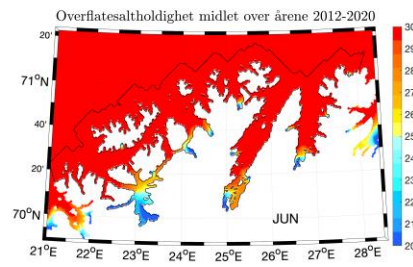 Overflatesaltholdighet midlet over årene 2012-2020
20'
71°N
40'
20'
70°N
JUN
21°E 22°E 23°E 24°E 25°E 26°E 27°E 28°E
30
29
28
27
26
25
24
23
22
21
20